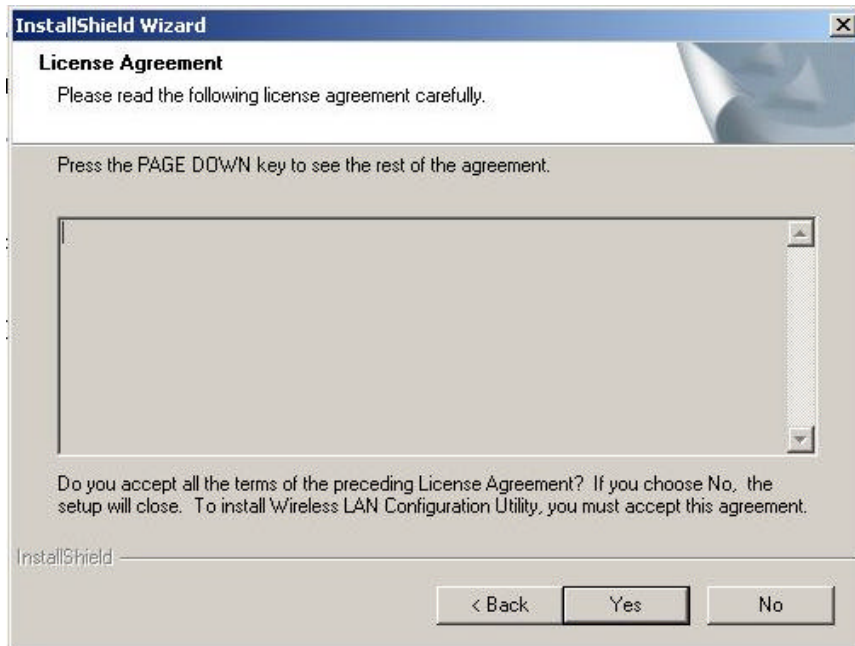 InstallShield Wizard
License Agreement
Please read the following license agreement carefully.
Press the PAGE DOWN key to see the rest of the agreement.
Do you accept all the terms of the preceding License Agreement?  If you choose No,  the
setup will close.  To install Wireless LAN Configuration Utility, you must accept this agreement.
InstallShield
< Back
Yes
No